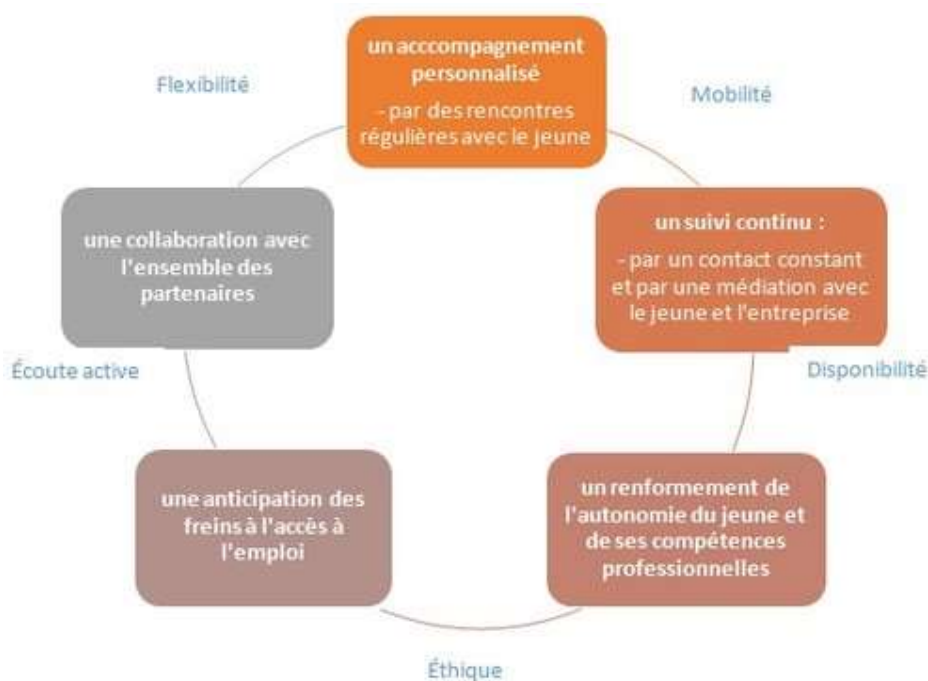 un acccompagnement
personnalisé
- par des rencontres
régulières avec le jeune
Flexibilité
Mobilité
un suivi continu :
- par un contact constant
et par une médiation avec
le jeune et l'entreprise
une collaboration avec
l'ensemble des
partenaires
Écoute active
Disponibilité
un renformement de
l'autonomie du jeune et
de ses compétences
professionnelles
une anticipation des
freins à l'accès à
l'emploi
Éthique